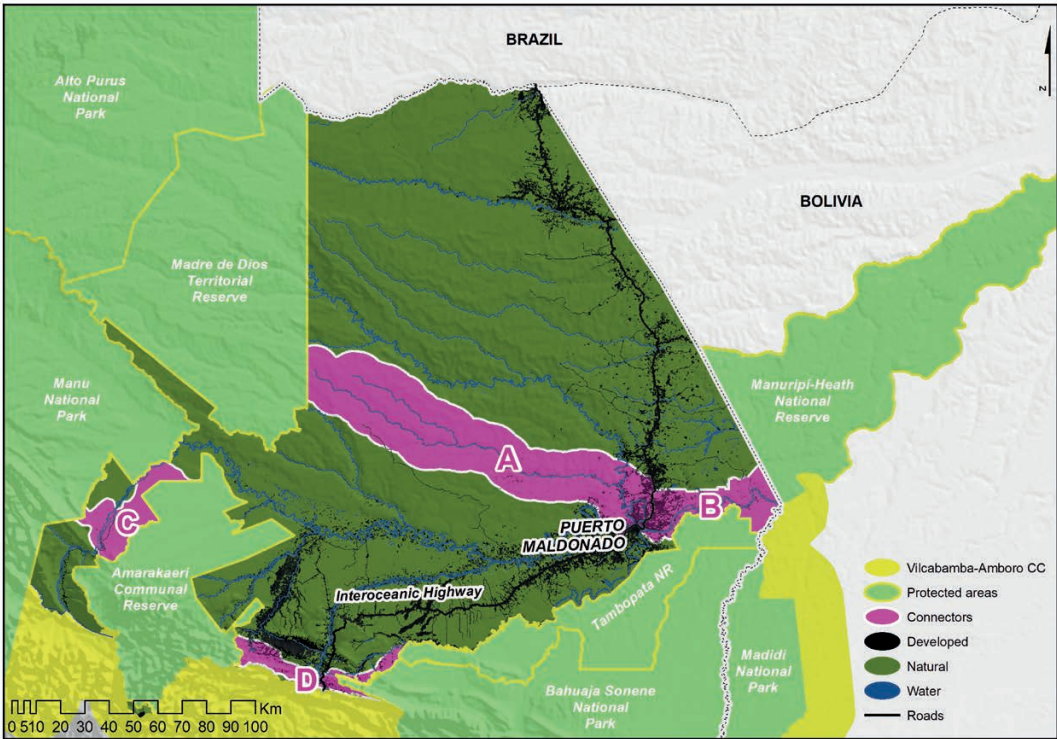 BRAZIL
Z
Alto Purus
National
Park
BOLIVIA
Madre de Dios
Territorial
Reserve
Manu
National
Park
Manuripi-Heath
National
Reserve
A
B
C
PUERTO
MALDONADO
Amarakaeri
Communal
Reserve
Interoceanic Highway
Tambopata NR
D
Bahuaja Sonene
National
Park
Madidi
National
Park
Vilcabamba-Amboro CC
Protected areas
Connectors
Developed
Natural
Water
Roads
Km
0 5 10 20 30 40 50 60 70 80 90 100